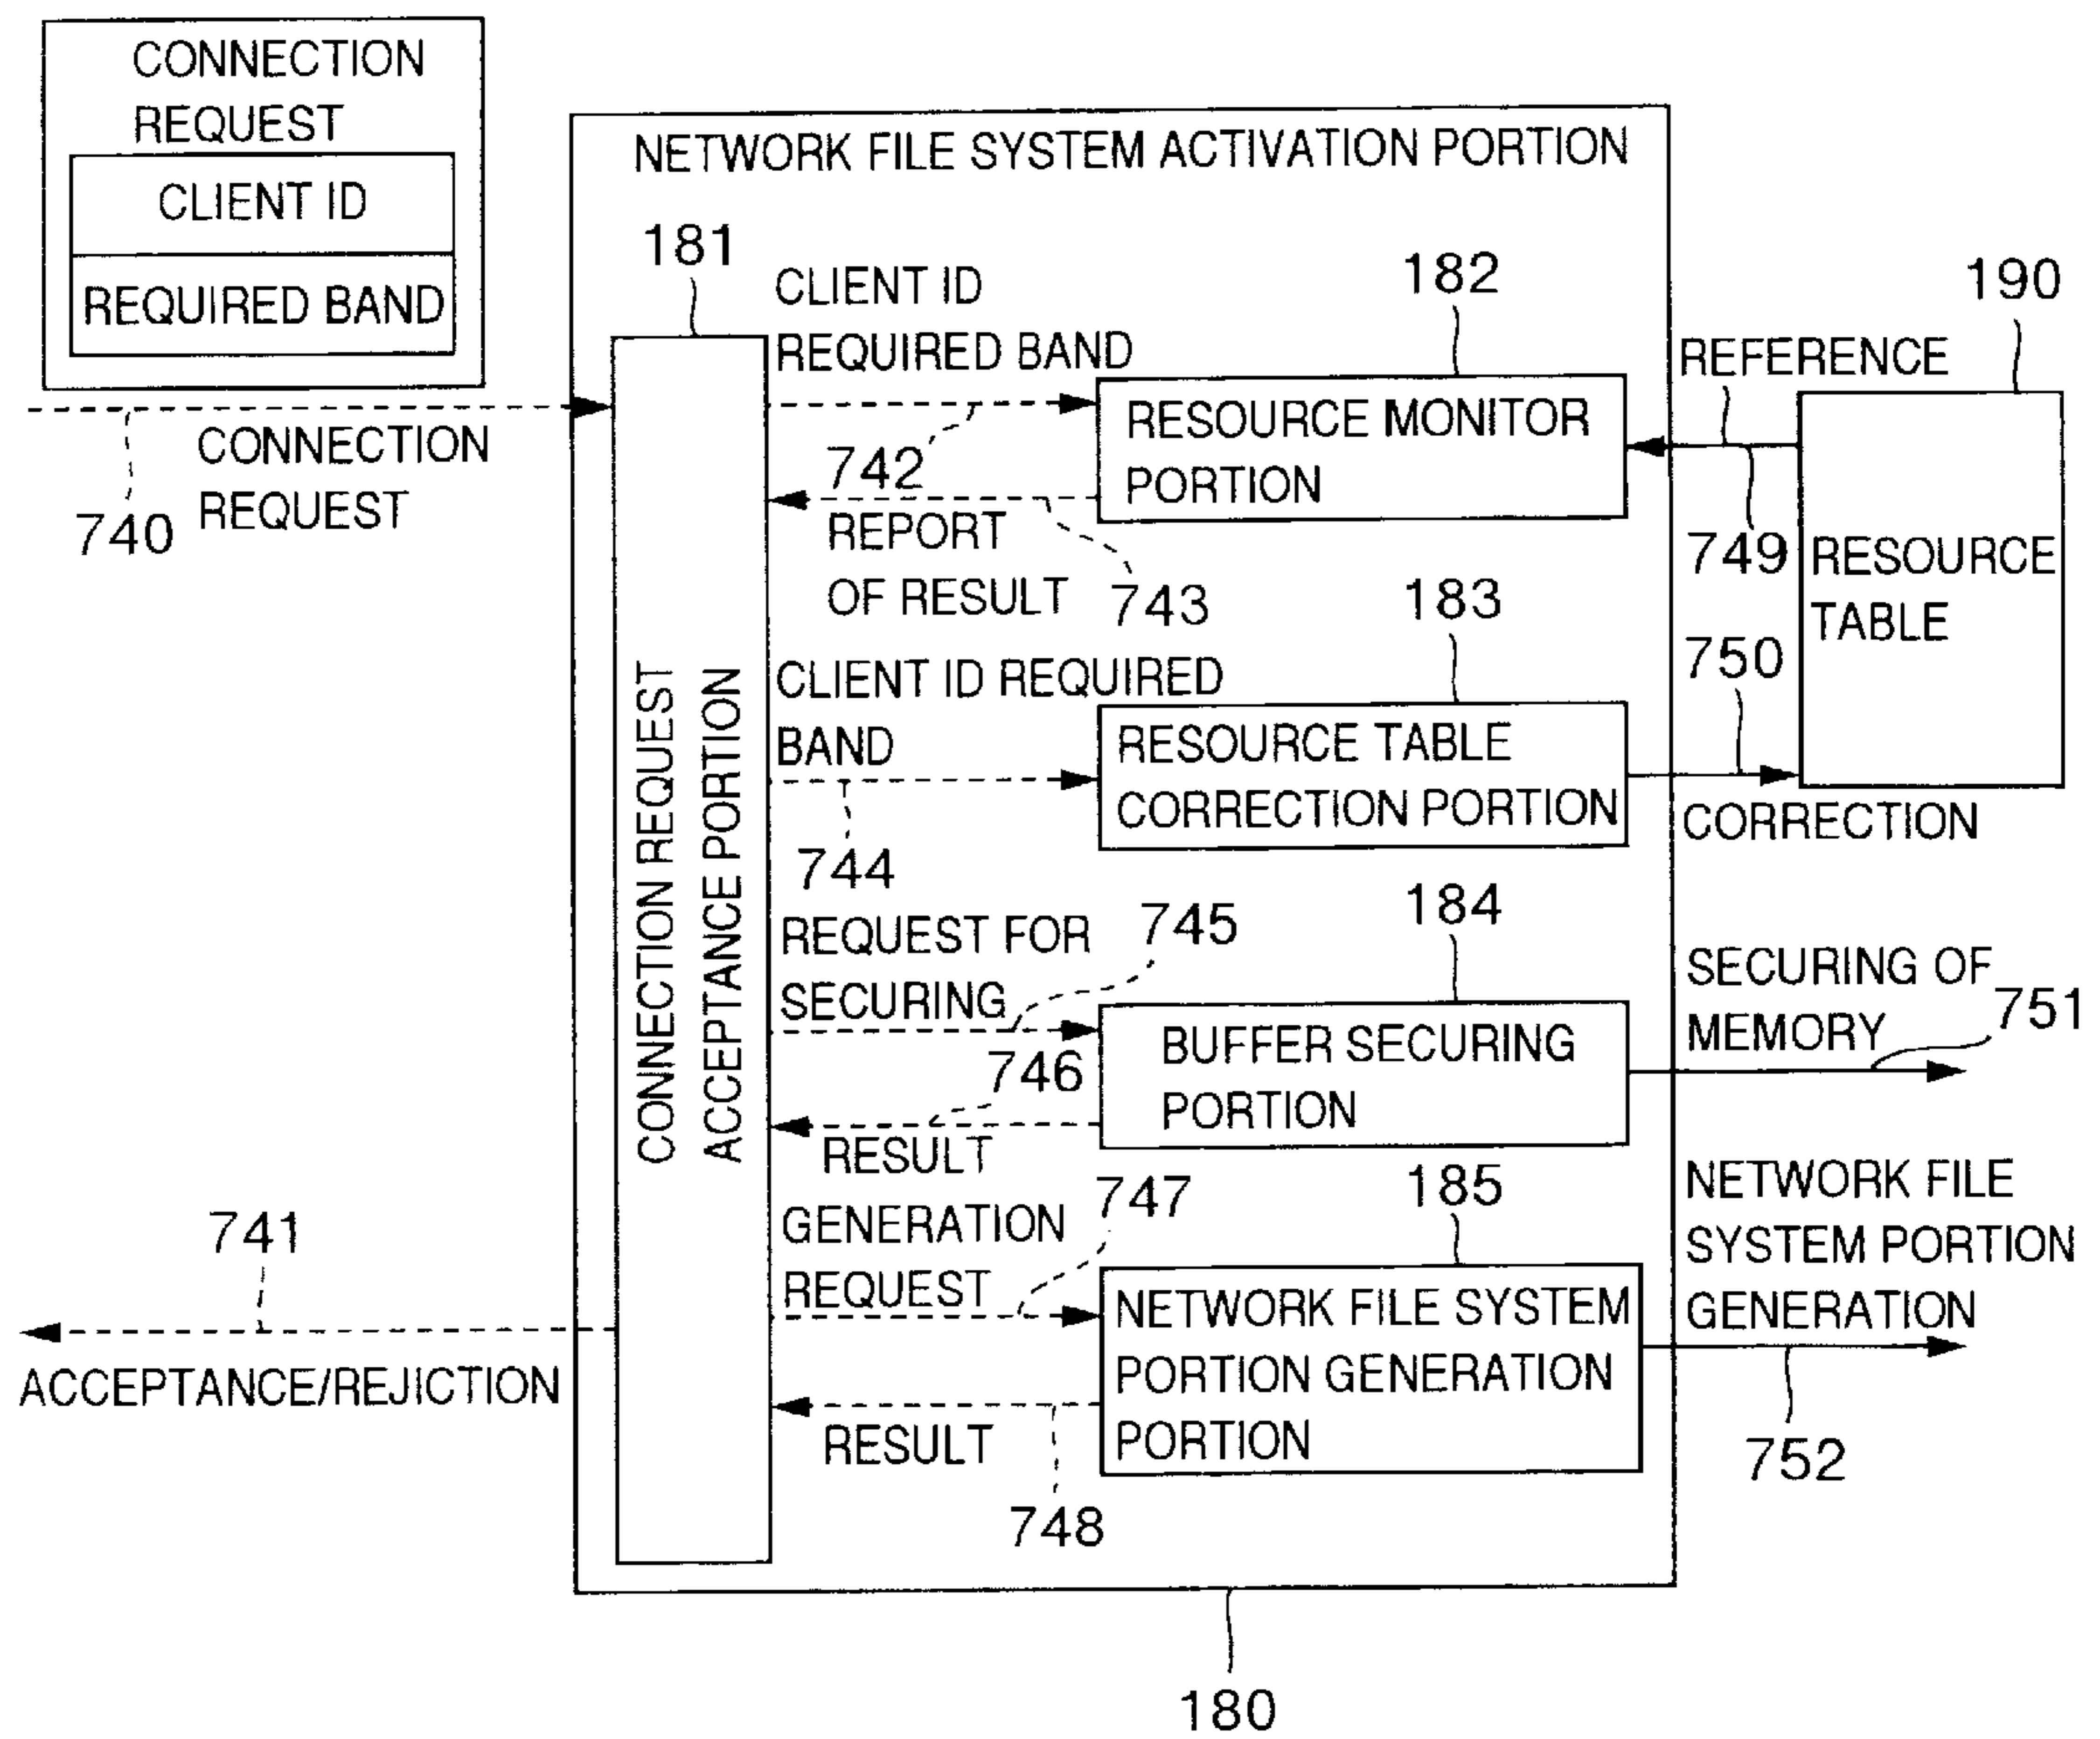 CONNECTION
REQUEST
CLIENT ID
REQUIRED BAND
NETWORK FILE SYSTEM ACTIVATION PORTION
181
CLIENT ID
REQUIRED BAND
182
190
REFERENCE
CONNECTION
REQUEST
740
742
RESOURCE MONITOR
PORTION
REPORT
OF RESULT
743
749
RESOURCE
TABLE
183
750
CONNECTION REQUEST
ACCEPTANCE PORTION
CLIENT ID REQUIRED
BAND
RESOURCE TABLE
CORRECTION PORTION
CORRECTION
744
REQUEST FOR
SECURING
745
184
SECURING OF
MEMORY
751
746
BUFFER SECURING
PORTION
RESULT
747
185
GENERATION
REQUEST
NETWORK FILE
SYSTEM PORTION
GENERATION
741
ACCEPTANCE/REJICTION
NETWORK FILE SYSTEM
PORTION GENERATION
PORTION
RESULT
752
748
180